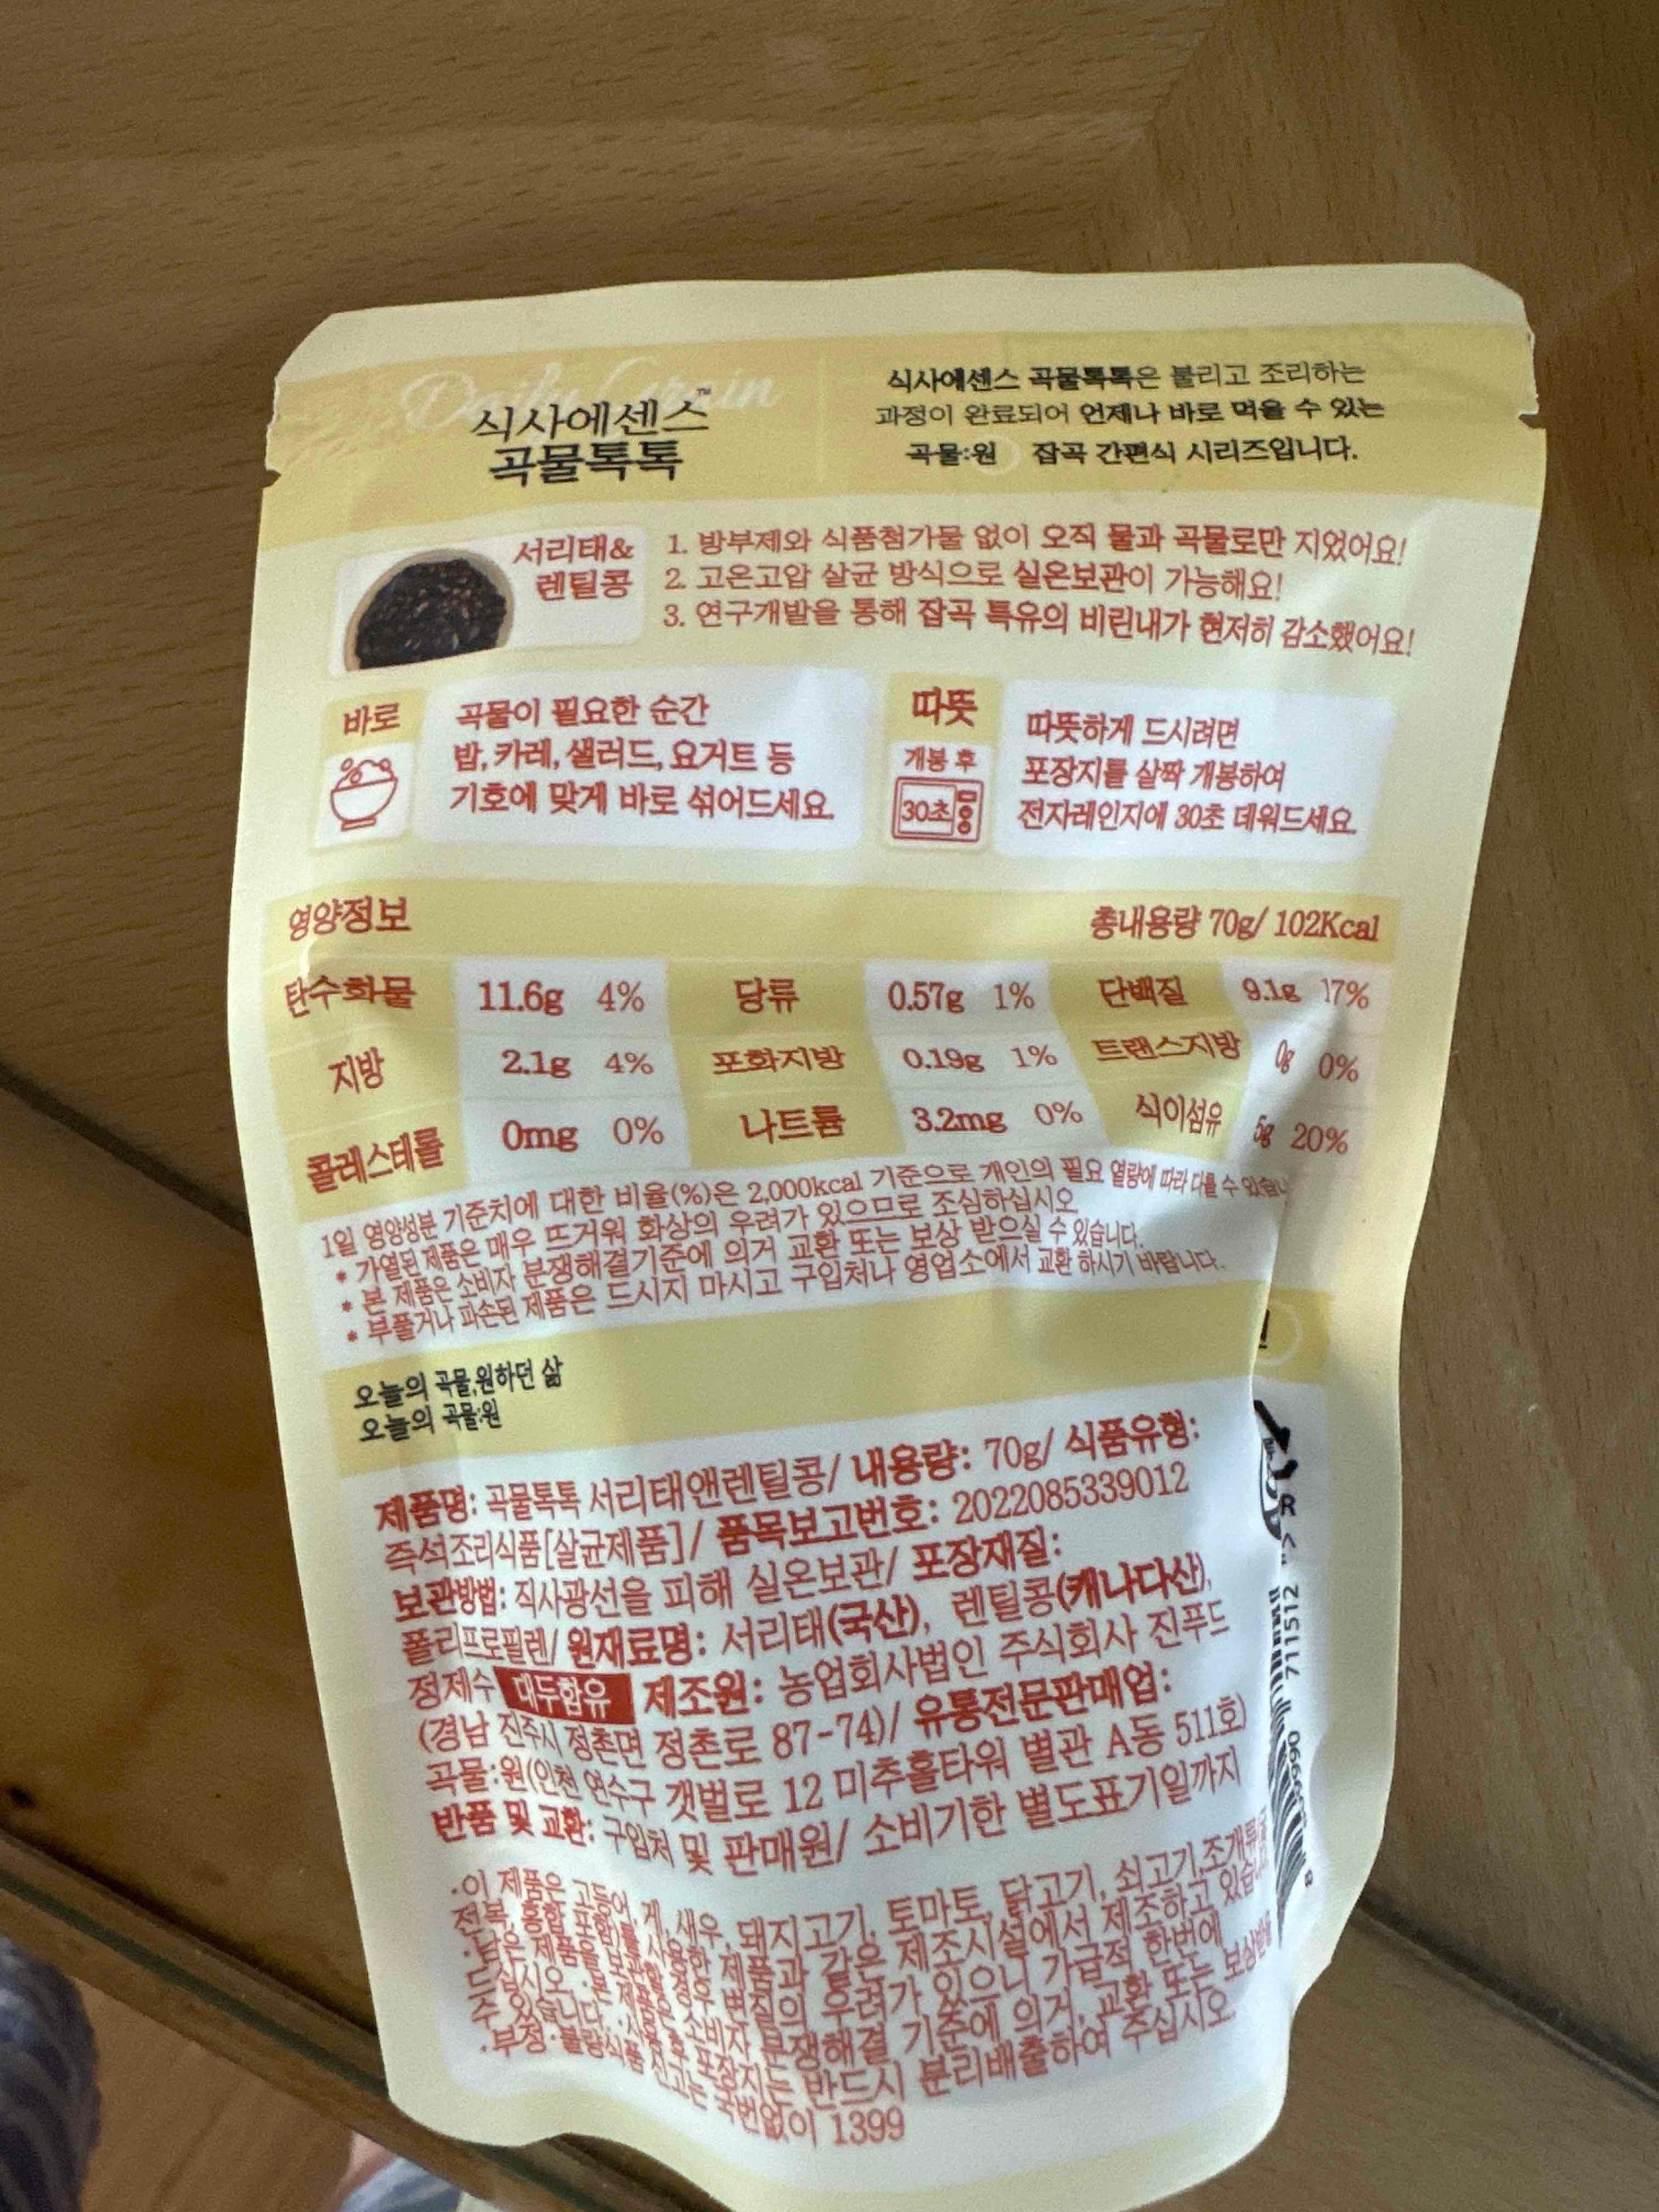 Daily Grain
식사에센스™
곡물톡톡
식사에센스 곡물톡톡은 불리고 조리하는
과정이 완료되어 언제나 바로 먹을 수 있는
곡물:원 잡곡 간편식 시리즈입니다.
서리태&
렌틸콩
1. 방부제와 식품첨가물 없이 오직 물과 곡물로만 지었어요!
2. 고온고압 살균 방식으로 실온보관이 가능해요!
3. 연구개발을 통해 잡곡 특유의 비린내가 현저히 감소했어요!
바로
곡물이 필요한 순간
밥, 카레, 샐러드, 요거트 등
기호에 맞게 바로 섞어드세요.
따뜻
개봉 후
30초
따뜻하게 드시려면
포장지를 살짝 개봉하여
전자레인지에 30초 데워드세요.
영양정보 총내용량 70g/ 102Kcal
탄수화물 11.6g 4% 당류 0.57g 1% 단백질 9.1g 17%
지방 2.1g 4% 포화지방 0.19g 1% 트랜스지방 0g 0%
콜레스테롤 0mg 0% 나트륨 3.2mg 0% 식이섬유 5g 20%
1일 영양성분 기준치에 대한 비율(%)은 2,000kcal 기준으로 개인의 필요 열량에 따라 다를 수 있습니
* 가열된 제품은 매우 뜨거워 화상의 우려가 있으므로 조심하십시오
* 본 제품은 소비자 분쟁해결기준에 의거 교환 또는 보상 받으실 수 있습니다.
* 부풀거나 파손된 제품은 드시지 마시고 구입처나 영업소에서 교환 하시기 바랍니다.
오늘의 곡물,원하던 삶
오늘의 곡물:원
제품명: 곡물톡톡 서리태앤렌틸콩/ 내용량: 70g/ 식품유형:
즉석조리식품[살균제품]/ 품목보고번호: 2022085339012
보관방법: 직사광선을 피해 실온보관/ 포장재질:
폴리프로필렌/ 원재료명: 서리태(국산), 렌틸콩(캐나다산),
정제수 대두함유 제조원: 농업회사법인 주식회사 진푸드
(경남 진주시 정촌면 정촌로 87-74)/ 유통전문판매업:
곡물:원(인천 연수구 갯벌로 12 미추홀타워 별관 A동 511호)
반품 및 교환: 구입처 및 판매원/ 소비기한 별도표기일까지
·이 제품은 고등어, 게, 새우, 돼지고기, 토마토, 닭고기, 쇠고기, 조개류(굴
전복, 홍합 포함)를 사용한 제품과 같은 제조시설에서 제조하고 있습니
·남은 제품을 보관할 경우 변질의 우려가 있으니 가급적 한번에
드십시오. ·본 제품은 소비자 분쟁해결 기준에 의거, 교환 또는 보상받을
수 있습니다. ·사용 후 포장지는 반드시 분리배출하여 주십시오.
·부정·불량식품 신고는 국번없이 1399
711512